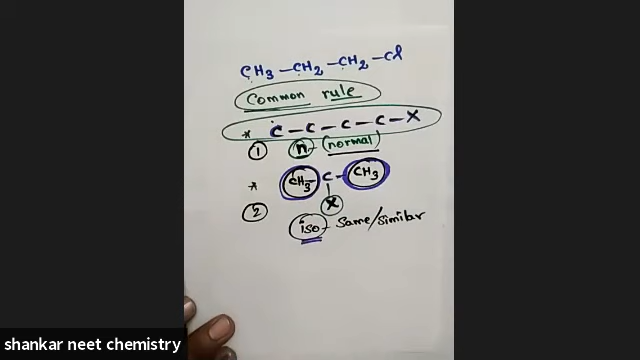 CH3 – CH2 – CH2 – Cl
Common rule
* C – C – C – C – X
① n – (normal)
* CH3 – C – CH3
X
②
iso – Same/similar
shankar neet chemistry